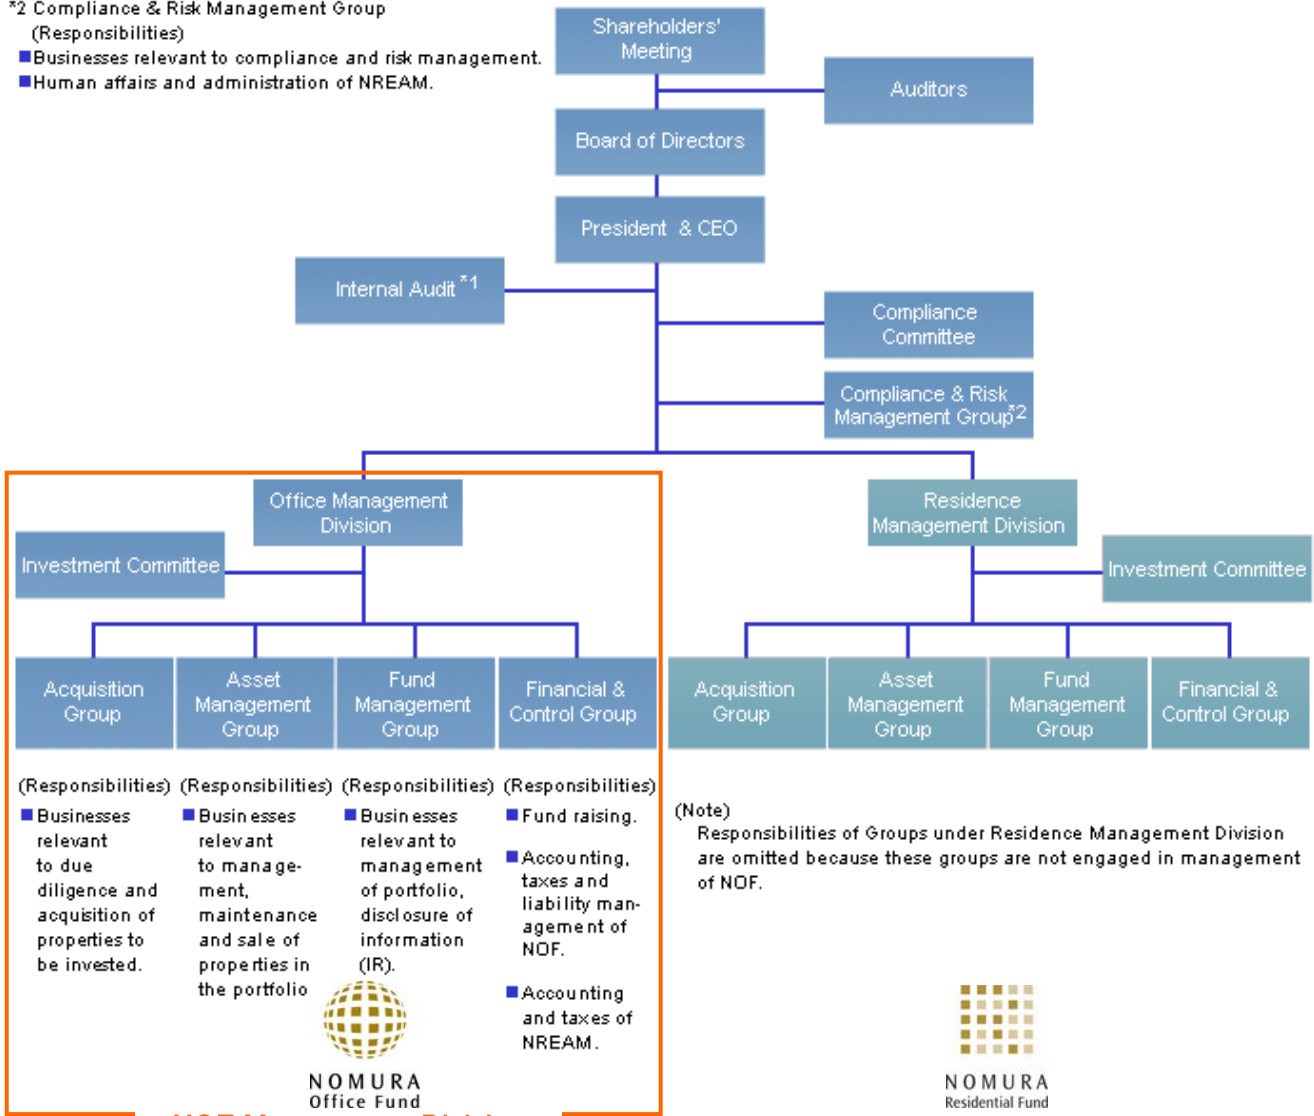 *2 Compliance & Risk Management Group
(Responsibilities)
■Businesses relevant to compliance and risk management.
■Human affairs and administration of NREAM.
Shareholders'
Meeting
Auditors
Board of Directors
President & CEO
Internal Audit *1
Compliance
Committee
Compliance & Risk
Management Group*2
Office Management
Division
Investment Committee
Residence
Management Division
Investment Committee
Acquisition
Group
Asset
Management
Group
Fund
Management
Group
Financial &
Control Group
Acquisition
Group
Asset
Management
Group
Fund
Management
Group
Financial &
Control Group
(Responsibilities)
■ Businesses
relevant
to due
diligence and
acquisition of
properties to
be invested.
(Responsibilities)
■ Businesses
relevant
to manage-
ment,
maintenance
and sale of
properties in
the portfolio
(Responsibilities)
■ Businesses
relevant to
management
of portfolio,
disclosure of
information
(IR).
(Responsibilities)
■ Fund raising.
■ Accounting,
taxes and
liability man-
agement of
NOF.
■ Accounting
and taxes of
NREAM.
(Note)
Responsibilities of Groups under Residence Management Division
are omitted because these groups are not engaged in management
of NOF.
NOMURA
Office Fund
NOMURA
Residential Fund